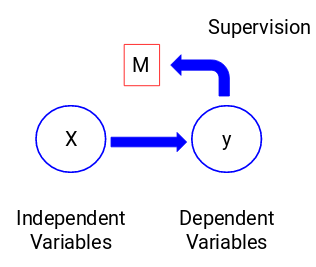 Supervision
M
X
y
Independent
Variables
Dependent
Variables